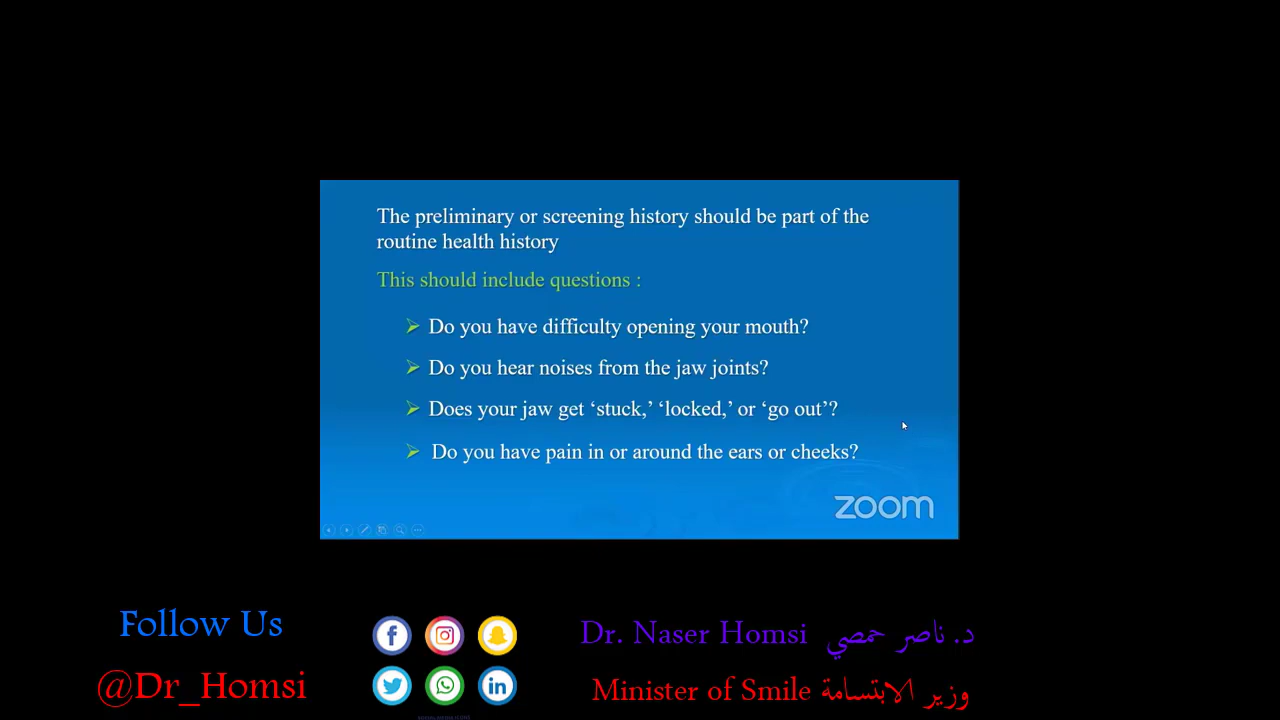 The preliminary or screening history should be part of the
routine health history
This should include questions :
Do you have difficulty opening your mouth?
Do you hear noises from the jaw joints?
Does your jaw get ‘stuck,’ ‘locked,’ or ‘go out’?
Do you have pain in or around the ears or cheeks?
zoom
Follow Us
@Dr_Homsi
Dr. Naser Homsi د. ناصر حمصي
Minister of Smile وزير الابتسامة